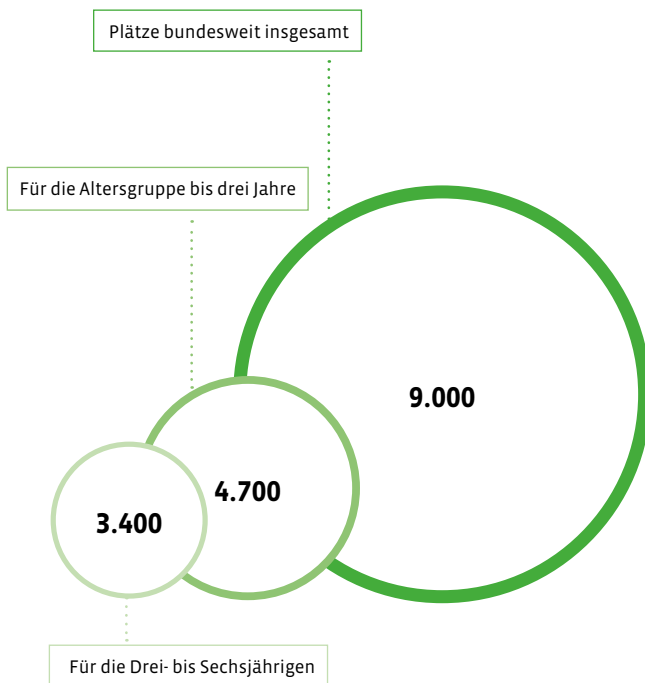 Plätze bundesweit insgesamt
Für die Altersgruppe bis drei Jahre
9.000
4.700
3.400
Für die Drei- bis Sechsjährigen